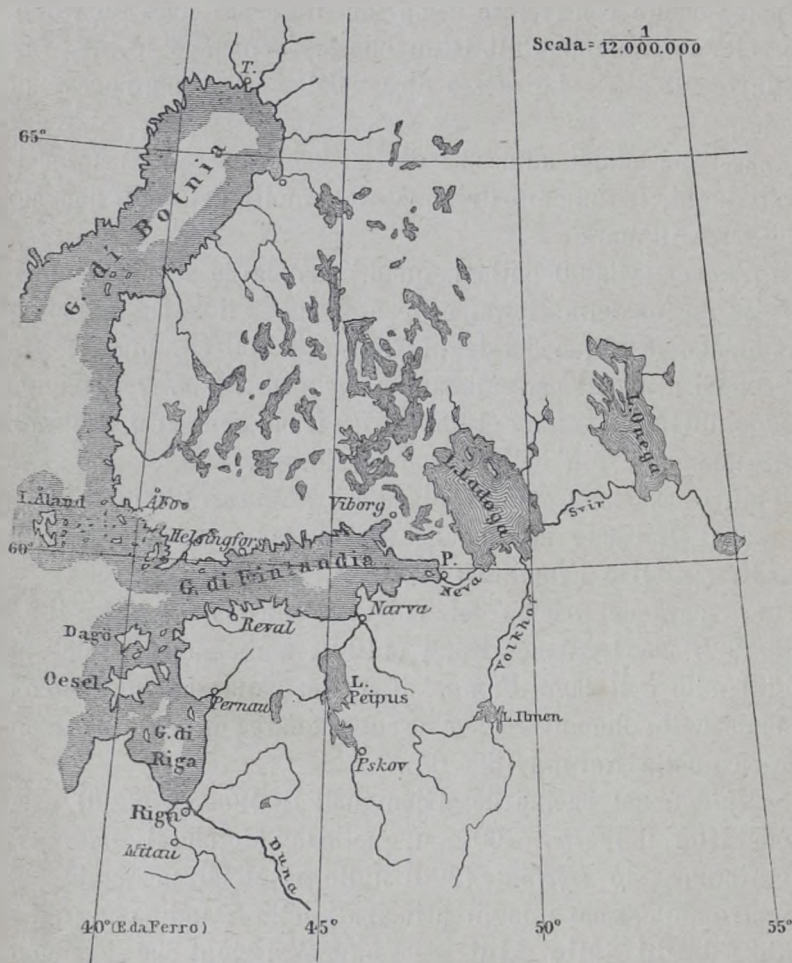 Scala = 1/12.000.000
T.
65°
G. di Botnia
L. Onega
L. Ladoga
I. Åland
Åbo
Viborg
Svir
Helsingfors
60°
G. di Finlandia
P.
Neva
Narva
Dagö
Reval
Volkhof
Oesel
Pernau
L.
Peipus
L. Ilmen
G. di
Riga
Pskov
Riga
Mitau
Duna
40° (E. da Ferro)
45°
50°
55°